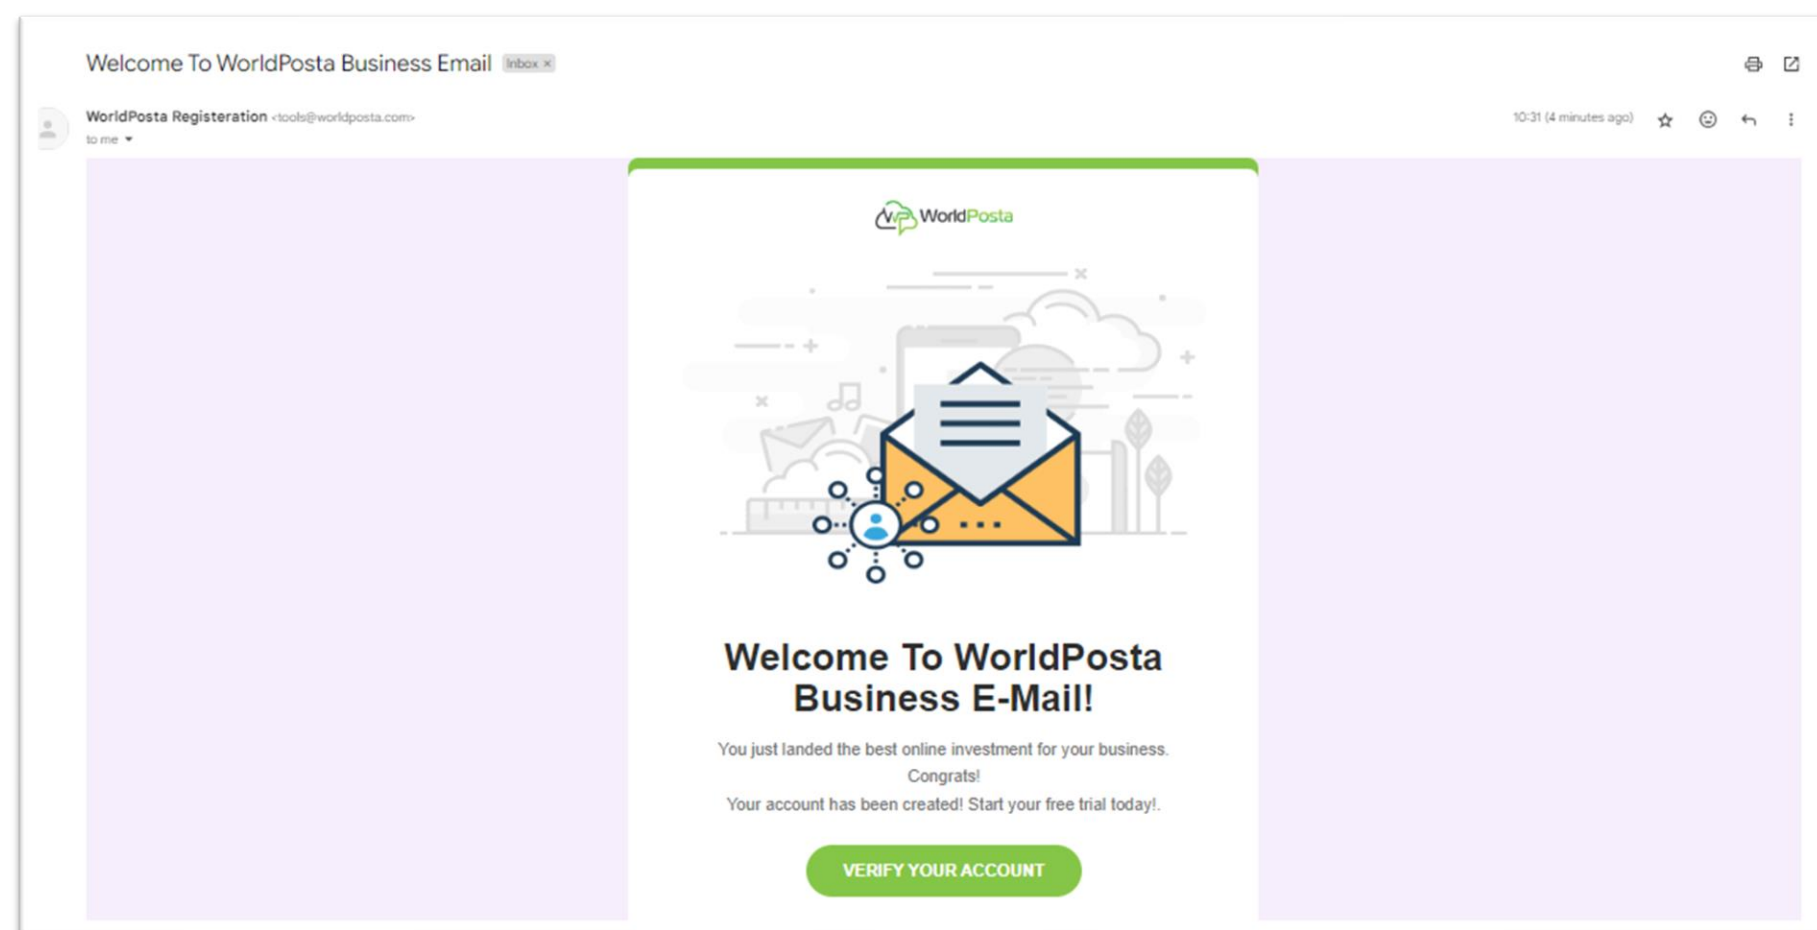 Welcome To WorldPosta Business Email Inbox ×
WorldPosta Registeration <tools@worldposta.com> 10:31 (4 minutes ago)
to me
WP WorldPosta
Welcome To WorldPosta
Business E-Mail!
You just landed the best online investment for your business.
Congrats!
Your account has been created! Start your free trial today!.
VERIFY YOUR ACCOUNT